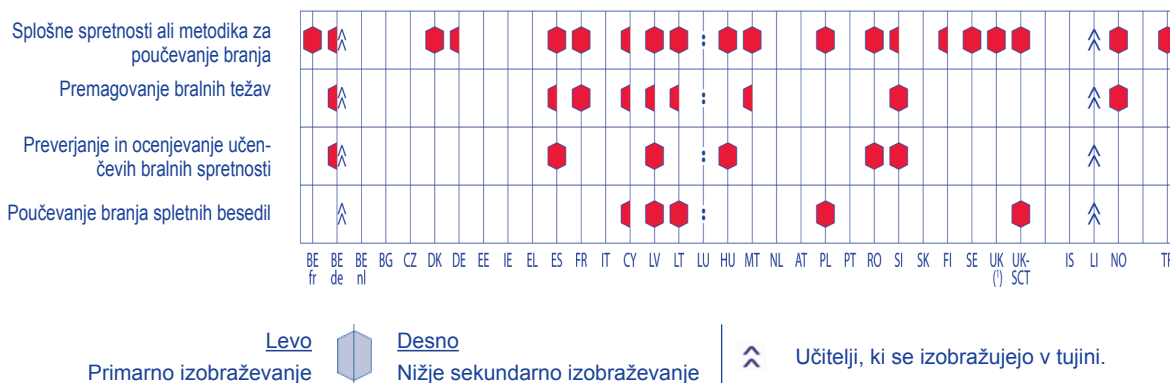 Splošne spretnosti ali metodika za
poučevanje branja
Premagovanje bralnih težav
Preverjanje in ocenjevanje učen-
čevih bralnih spretnosti
Poučevanje branja spletnih besedil
BE BE BE BG CZ DK DE EE IE EL ES FR IT CY LV LT LU HU MT NL AT PL PT RO SI SK FI SE UK UK- IS LI NO TR
fr de nl (¹) SCT
Levo Desno
Primarno izobraževanje Nižje sekundarno izobraževanje
Učitelji, ki se izobražujejo v tujini.